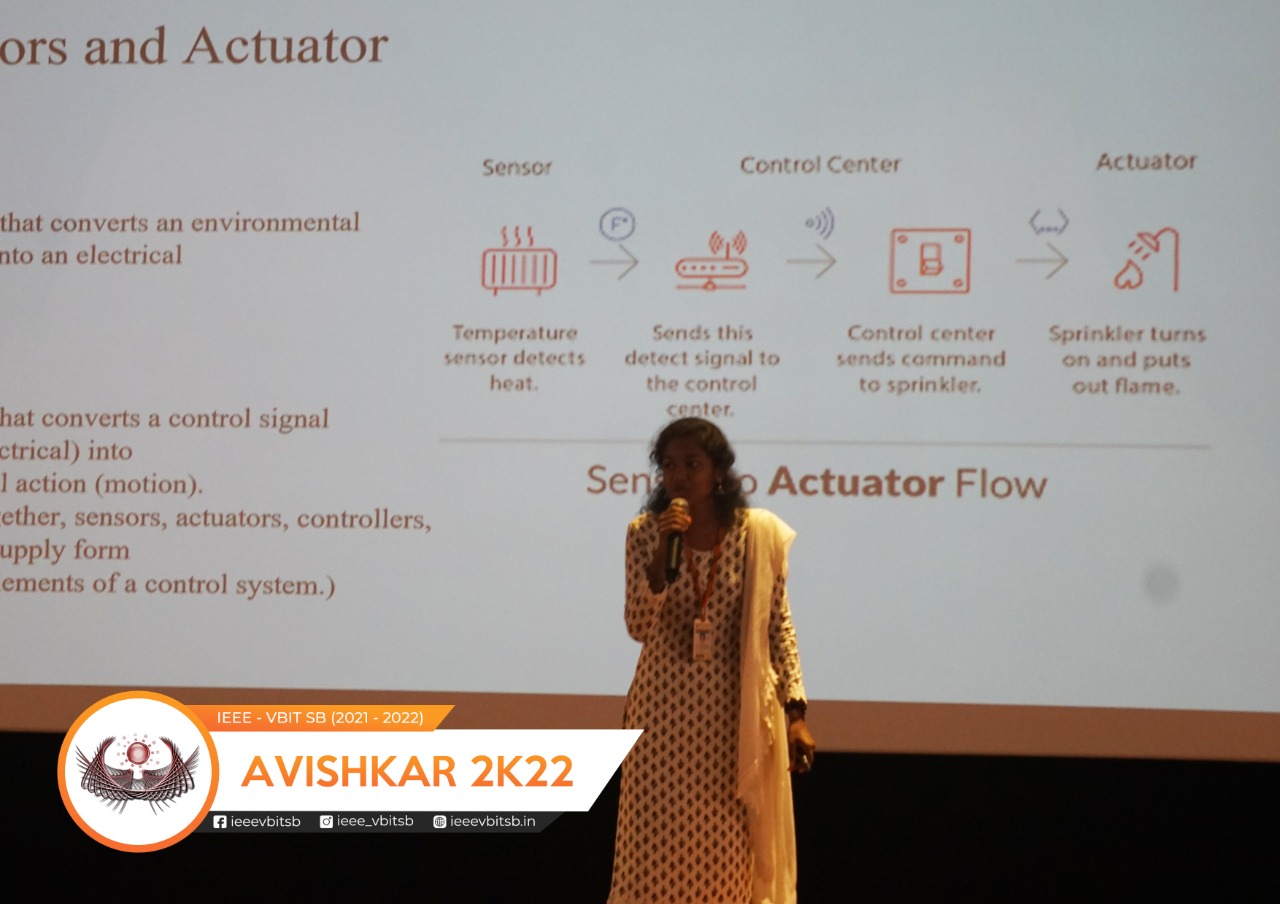 ors and Actuator
that converts an environmental
nto an electrical
hat converts a control signal
ctrical) into
l action (motion).
ether, sensors, actuators, controllers,
upply form
ements of a control system.)
Sensor
Control Center
Actuator
F°
Temperature
sensor detects
heat.
Sends this
detect signal to
the control
center.
Control center
sends command
to sprinkler.
Sprinkler turns
on and puts
out flame.
Sen o Actuator Flow
IEEE - VBIT SB (2021 - 2022)
AVISHKAR 2K22
ieeevbitsb ieee_vbitsb ieeevbitsb.in